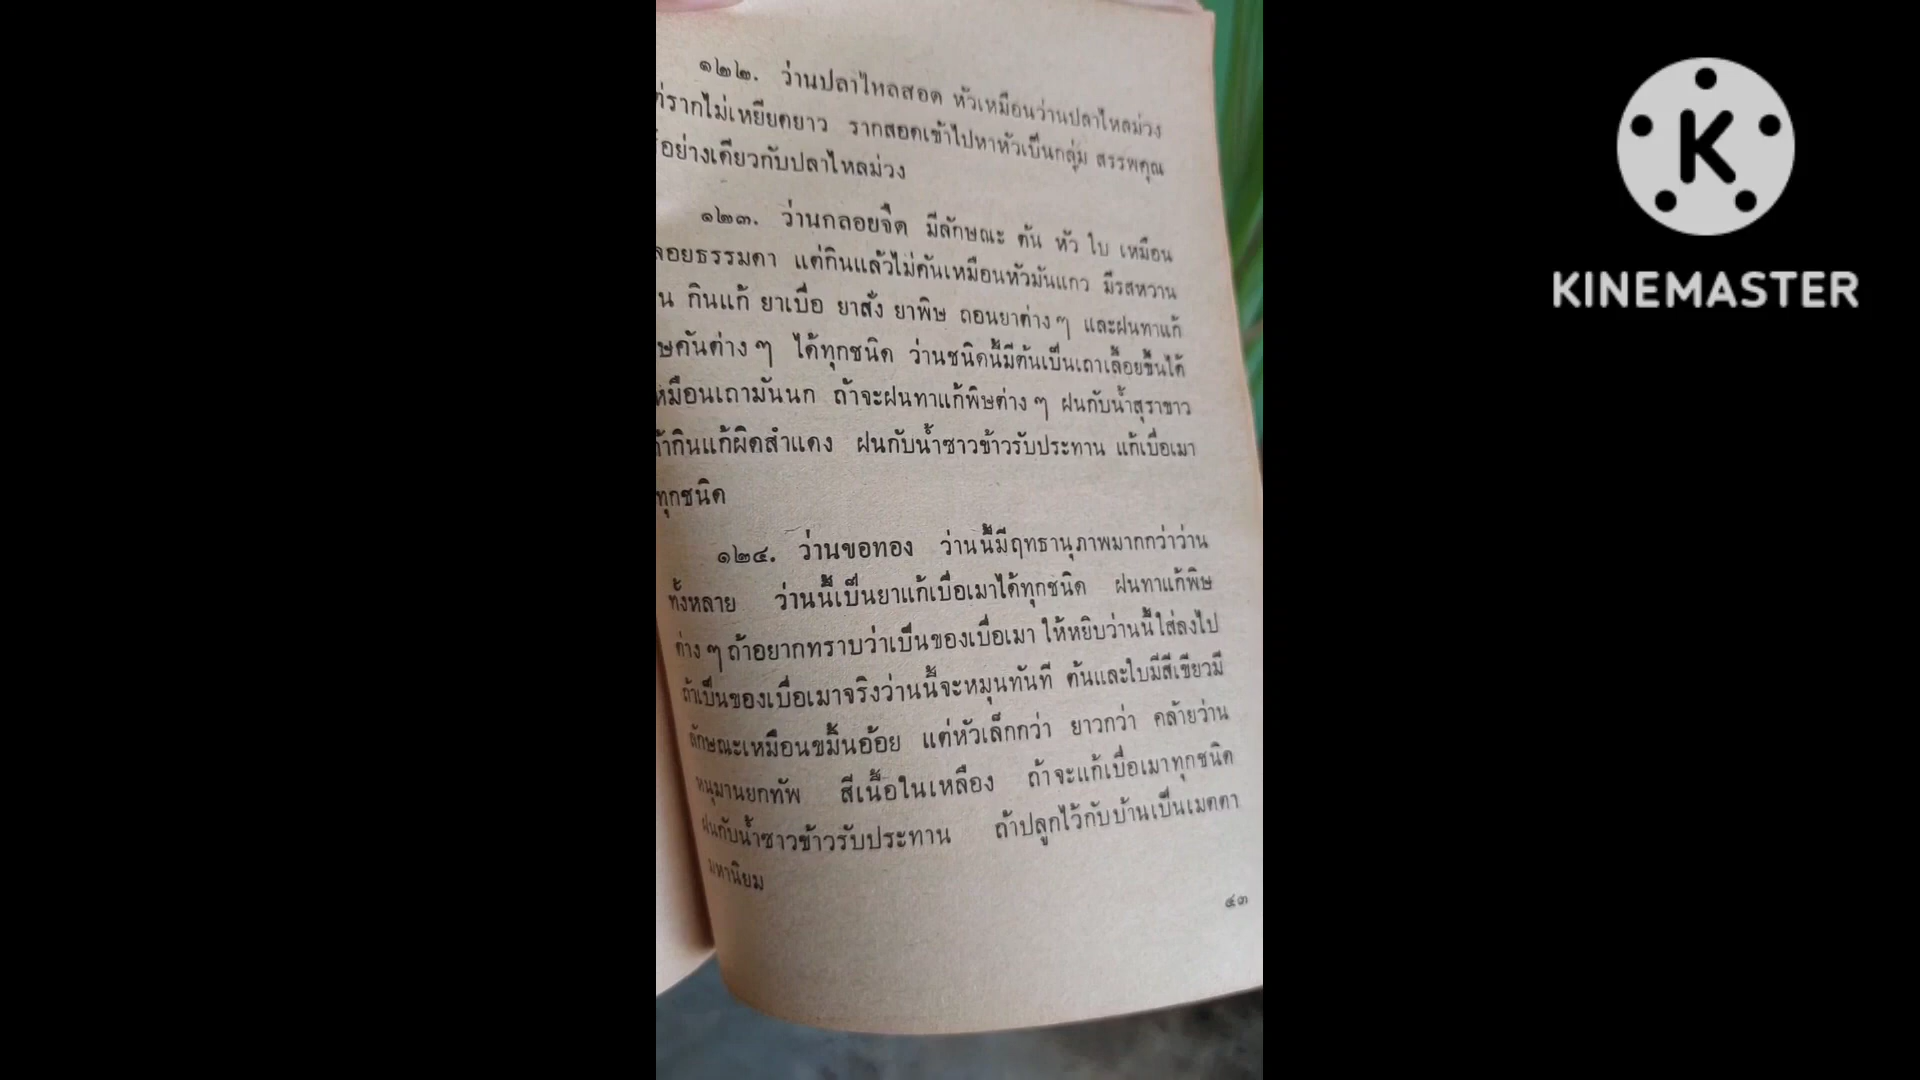 ๑๒๒. ว่านปลาไหลสอด หัวเหมือนว่านปลาไหลม่วง
รากไม่เหยียดยาว รากสอดเข้าไปหาหัวเป็นกลุ่ม สรรพคุณ
อย่างเดียวกับปลาไหลม่วง
๑๒๓. ว่านกลอยจืด มีลักษณะ ต้น หัว ใบ เหมือน
ลอยธรรมดา แต่กินแล้วไม่คันเหมือนหัวมันแกว มีรสหวาน
น กินแก้ ยาเบื่อ ยาสั่ง ยาพิษ ถอนยาต่าง ๆ และฝนทาแก้
ษคันต่าง ๆ ได้ทุกชนิด ว่านชนิดนี้มีต้นเป็นเถาเลื้อยขึ้นได้
หมือนเถามันนก ถ้าจะฝนทาแก้พิษต่าง ๆ ฝนกับน้ำสุราขาว
ถ้ากินแก้ผิดสำแดง ฝนกับน้ำซาวข้าวรับประทาน แก้เบื่อเมา
ทุกชนิด
๑๒๔. ว่านขอทอง ว่านนี้มีฤทธานุภาพมากกว่าว่าน
ทั้งหลาย ว่านนี้เป็นยาแก้เบื่อเมาได้ทุกชนิด ฝนทาแก้พิษ
ต่าง ๆ ถ้าอยากทราบว่าเป็นของเบื่อเมา ให้หยิบว่านนี้ใส่ลงไป
ถ้าเป็นของเบื่อเมาจริงว่านนี้จะหมุนทันที ต้นและใบมีสีเขียวมี
ลักษณะเหมือนขมิ้นอ้อย แต่หัวเล็กกว่า ยาวกว่า คล้ายว่าน
หนุมานยกทัพ สีเนื้อในเหลือง ถ้าจะแก้เบื่อเมาทุกชนิด
ฝนกับน้ำซาวข้าวรับประทาน ถ้าปลูกไว้กับบ้านเป็นเมตตา
มหานิยม
๔๓
K
KINEMASTER